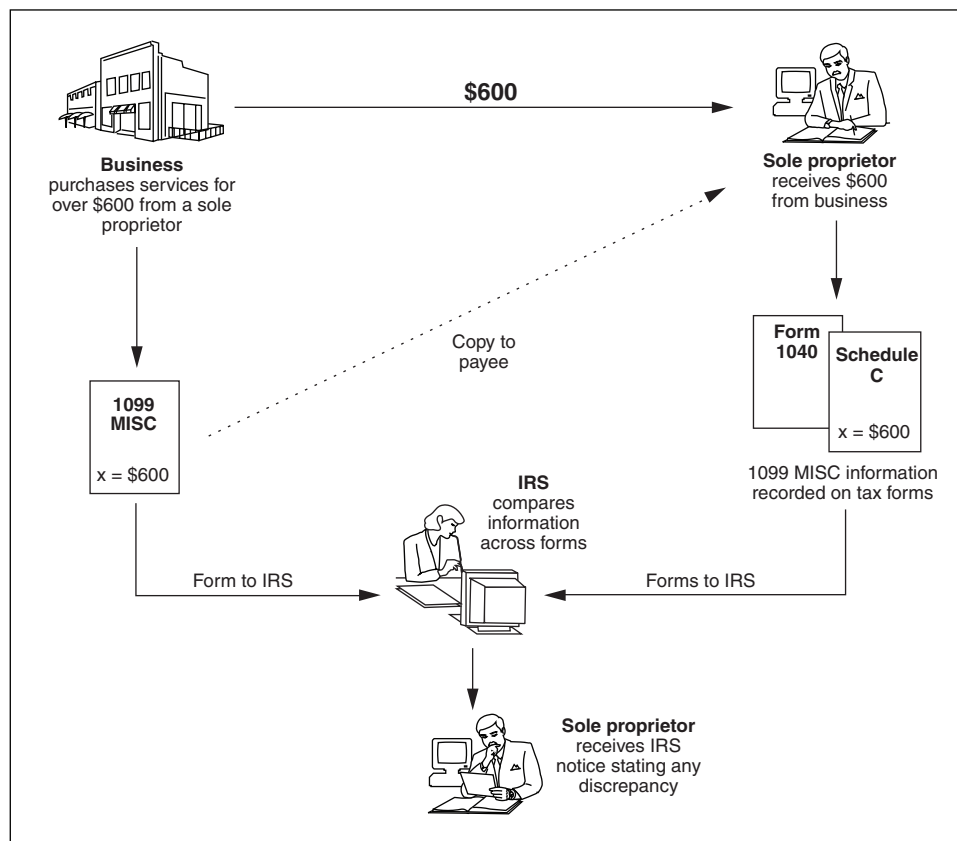 $600
Business
purchases services for
over $600 from a sole
proprietor
Sole proprietor
receives $600
from business
Copy to
payee
1099
MISC
x = $600
Form
1040
Schedule
C
x = $600
1099 MISC information
recorded on tax forms
IRS
compares
information
across forms
Form to IRS
Forms to IRS
Sole proprietor
receives IRS
notice stating any
discrepancy